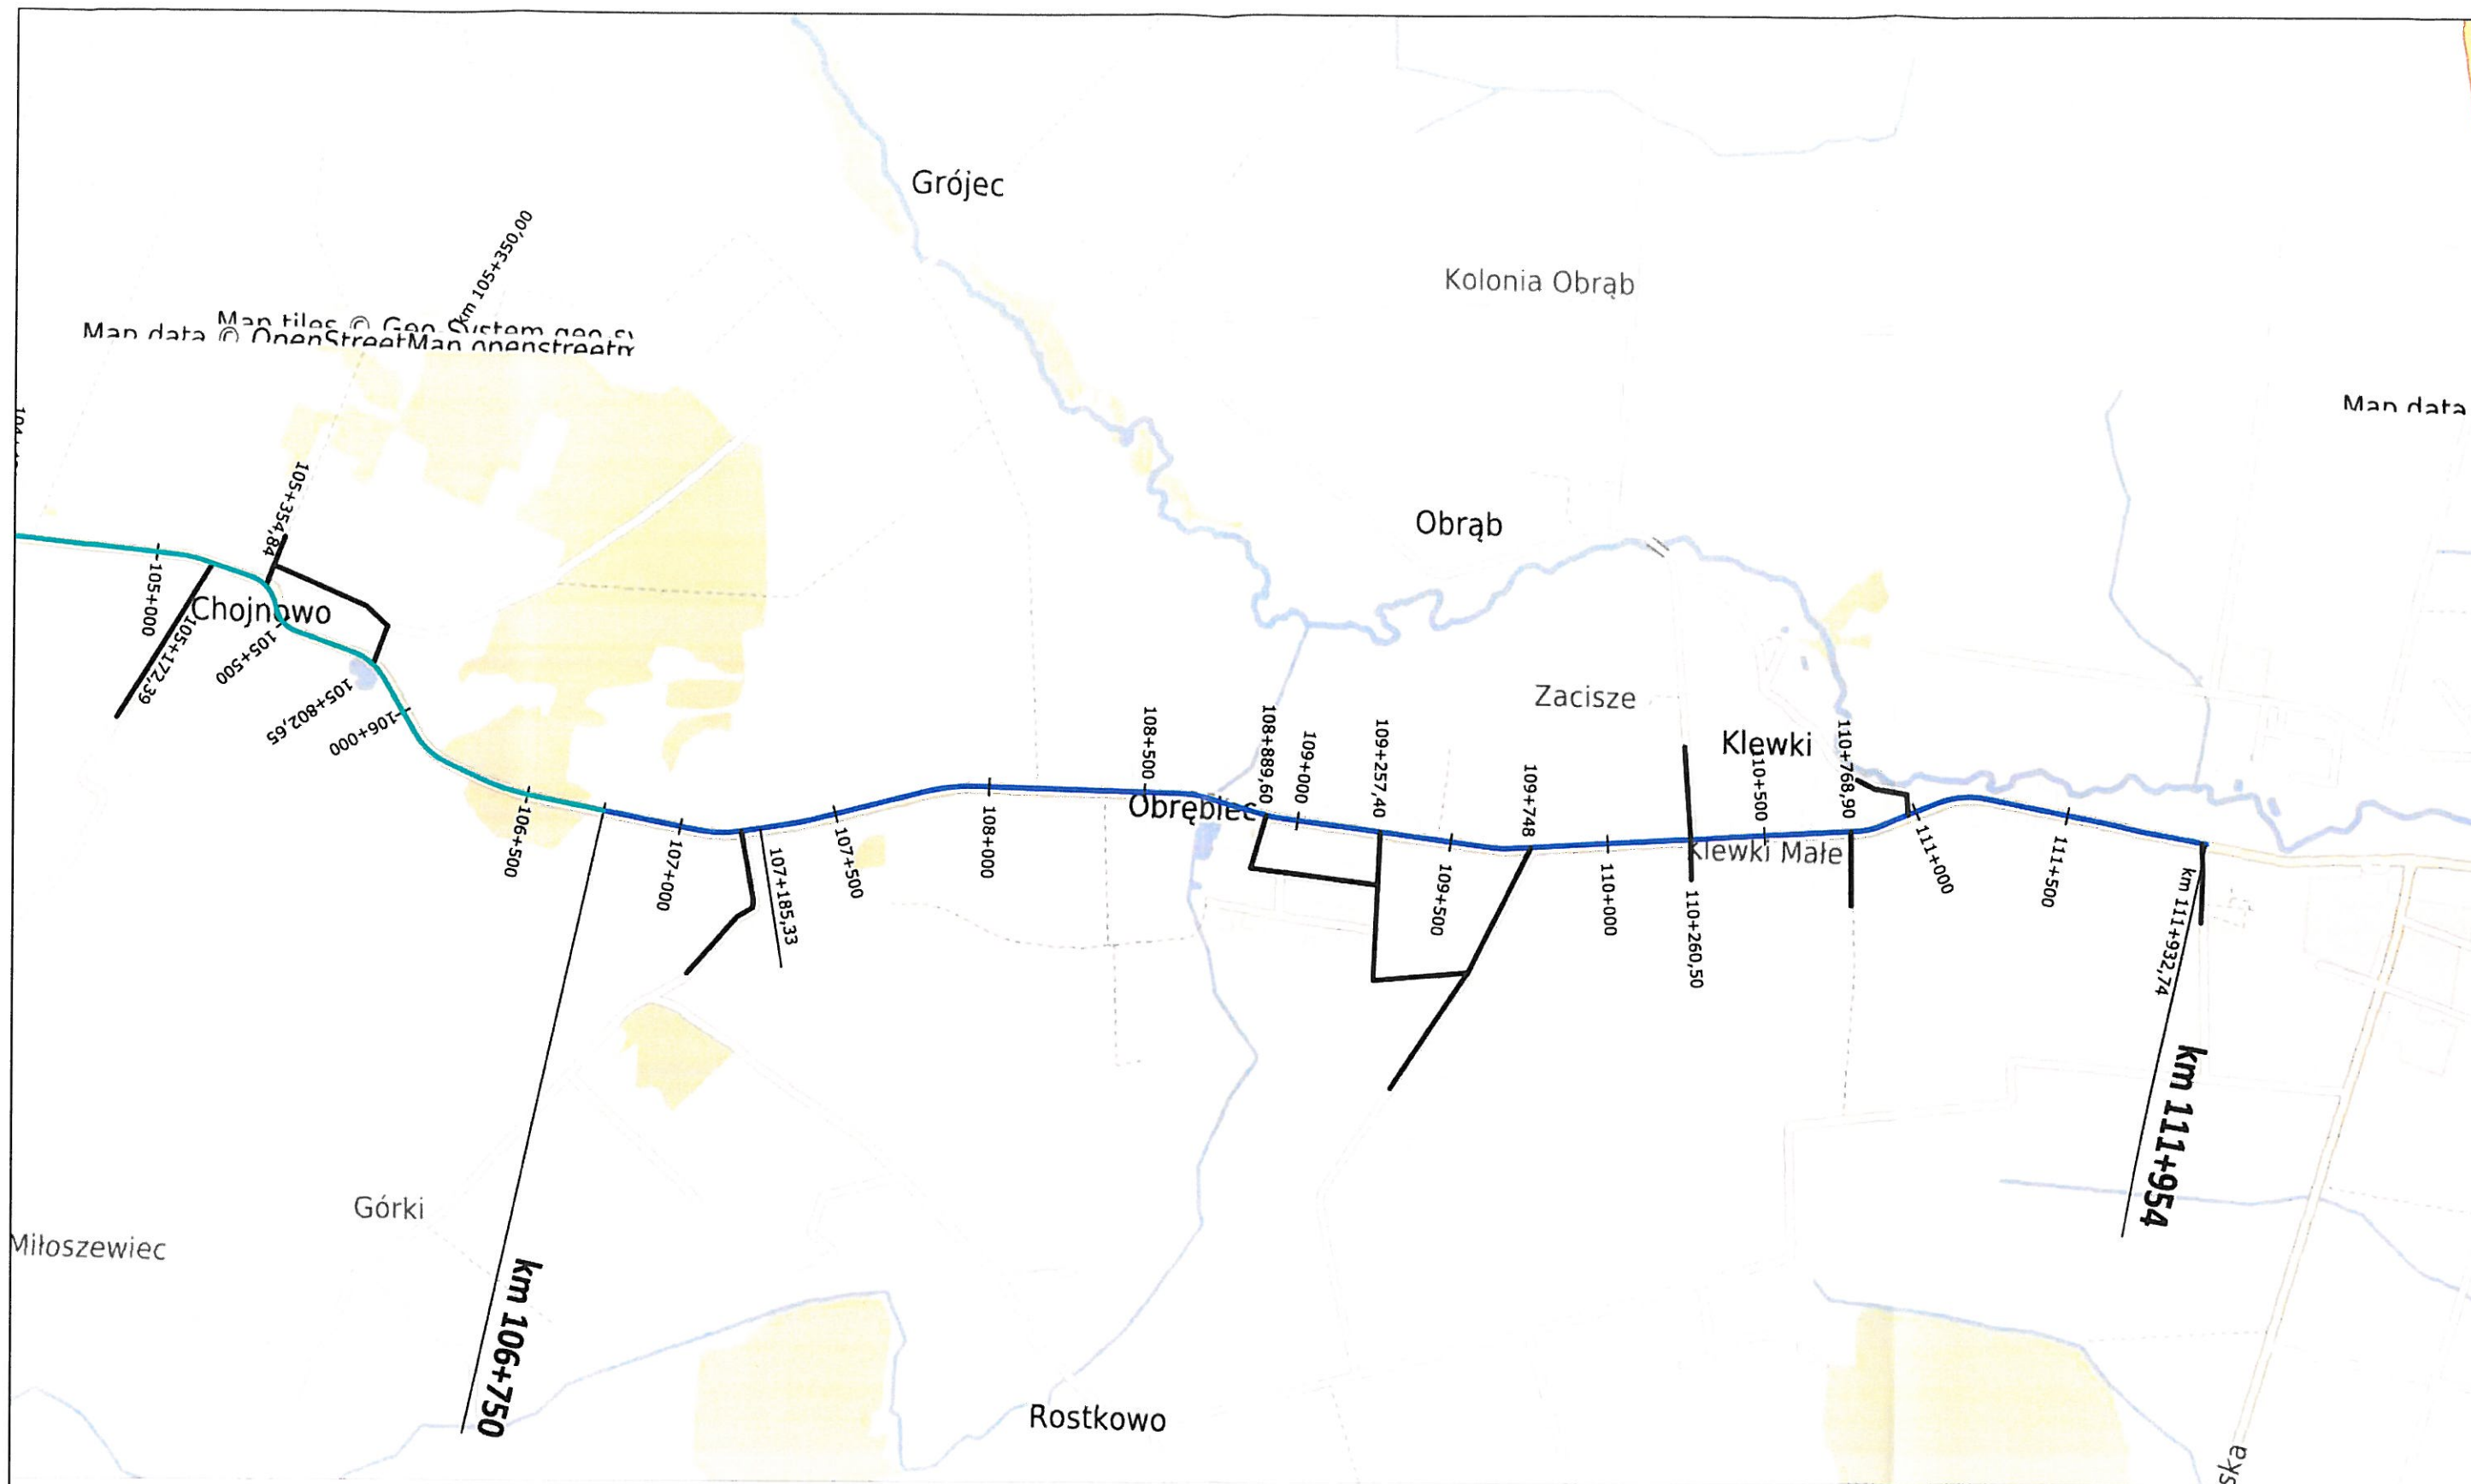 Grójec
km 105+350,00
Kolonia Obrąb
Map tiles © Geo System geo.s
Map data © OpenStreetMap openstreetm
Map data
105+354,84
Obrąb
105+000
Chojnowo
105+172,39
105+500
105+802,65
106+000
Zacisze
108+500
108+889,60
109+000
109+257,40
109+748
Klewki
110+500
110+768,90
Obrębiec
106+500
107+000
107+185,33
107+500
108+000
109+500
110+000
110+260,50
Klewki Małe
111+000
111+500
km 111+932,74
km 111+954
Górki
Miłoszewiec
km 106+750
Rostkowo
ska